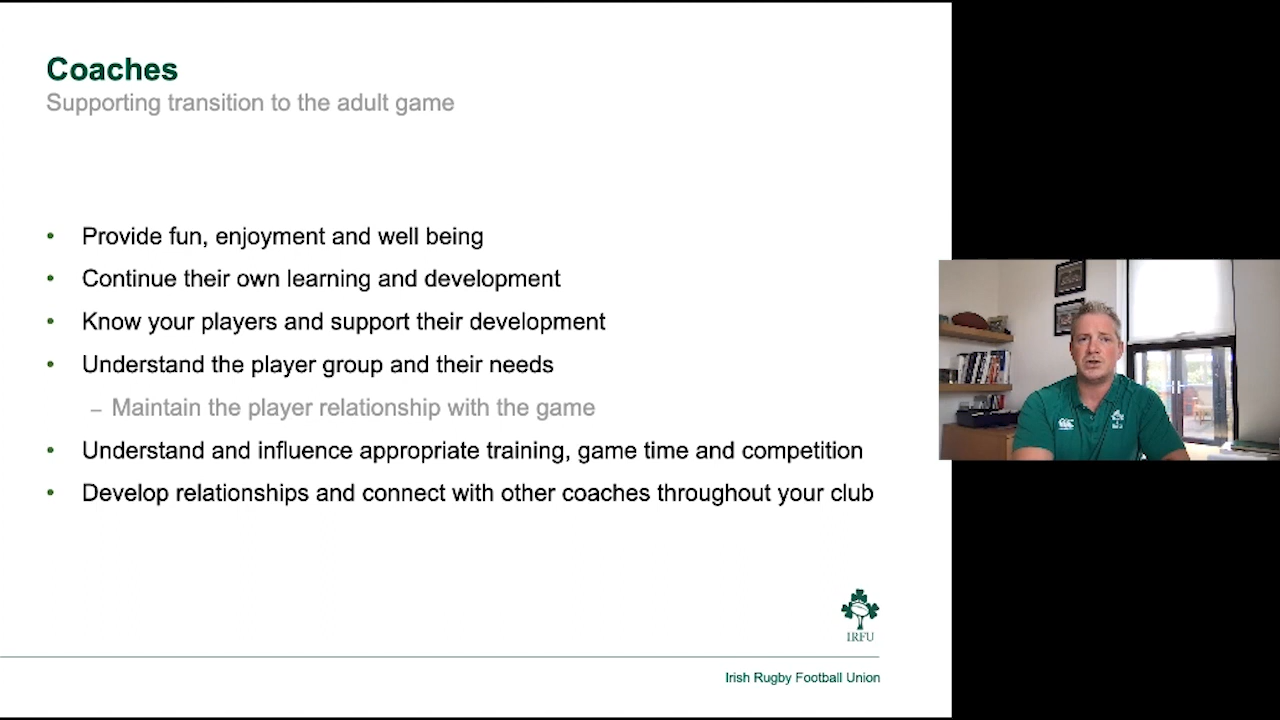 Coaches
Supporting transition to the adult game
• Provide fun, enjoyment and well being
• Continue their own learning and development
• Know your players and support their development
• Understand the player group and their needs
– Maintain the player relationship with the game
• Understand and influence appropriate training, game time and competition
• Develop relationships and connect with other coaches throughout your club
IRFU
Irish Rugby Football Union